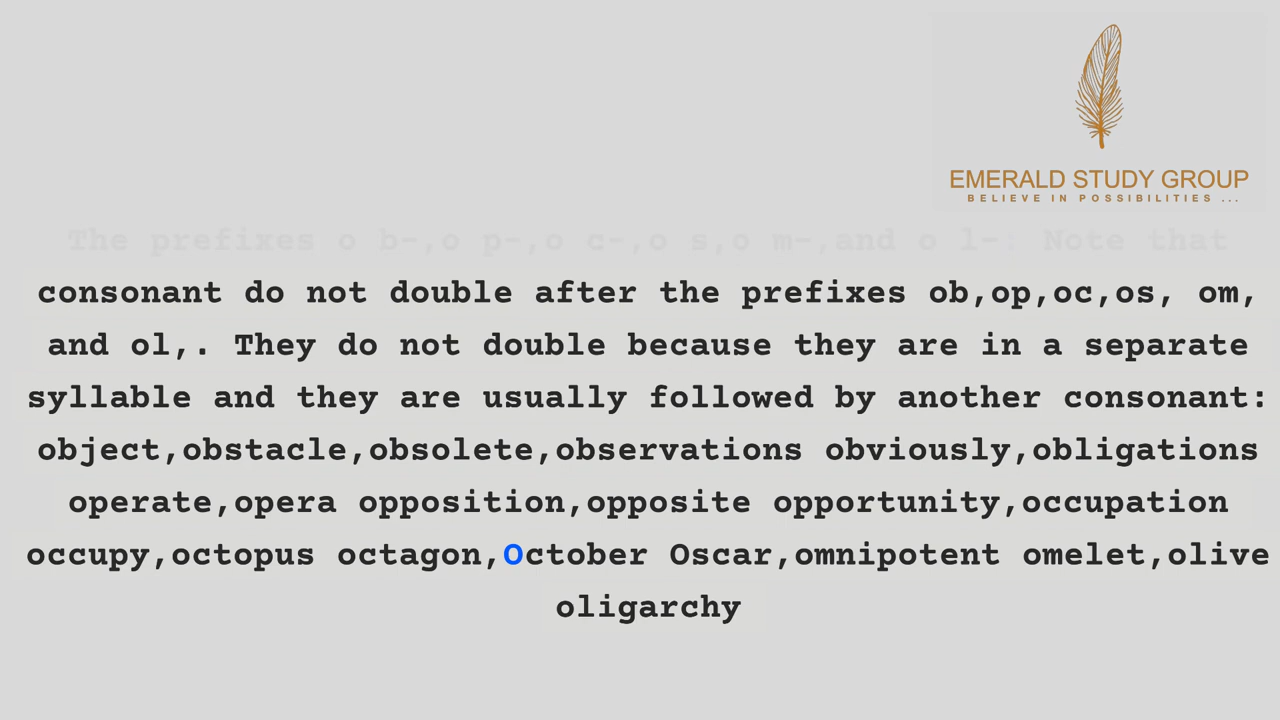 EMERALD STUDY GROUP
BELIEVE IN POSSIBILITIES ...
The prefixes o b-,o p-,o c-,o s,o m-,and o l-: Note that
consonant do not double after the prefixes ob,op,oc,os, om,
and ol,. They do not double because they are in a separate
syllable and they are usually followed by another consonant:
object,obstacle,obsolete,observations obviously,obligations
operate,opera opposition,opposite opportunity,occupation
occupy,octopus octagon,October Oscar,omnipotent omelet,olive
oligarchy